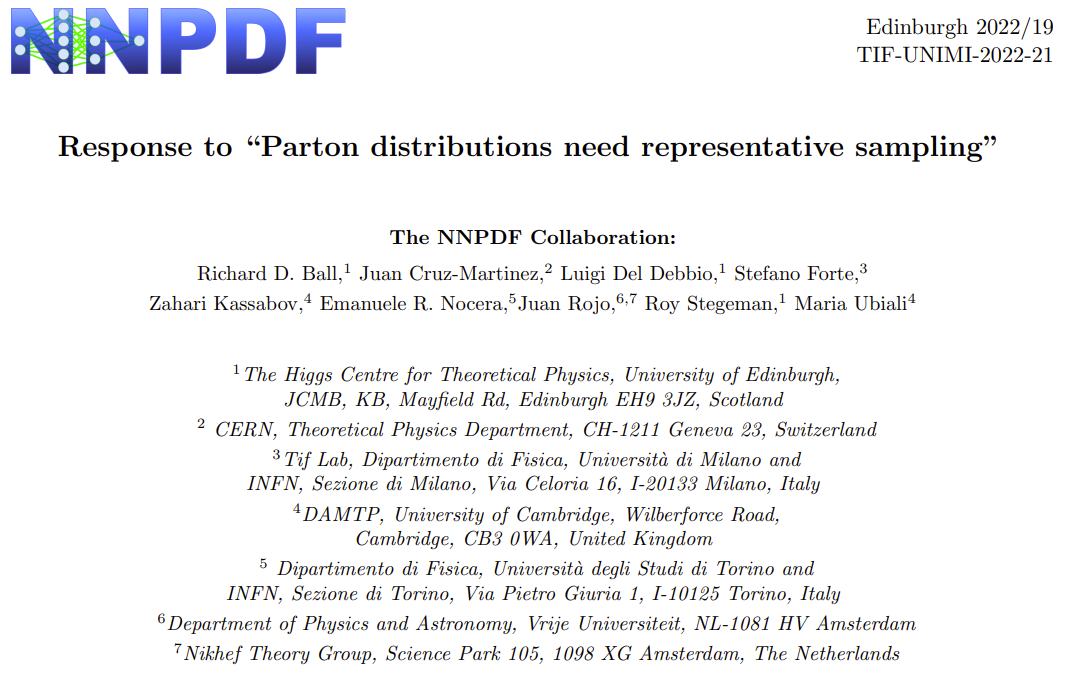 NNPDF
Edinburgh 2022/19
TIF-UNIMI-2022-21
Response to “Parton distributions need representative sampling”
The NNPDF Collaboration:
Richard D. Ball,¹ Juan Cruz-Martinez,² Luigi Del Debbio,¹ Stefano Forte,³
Zahari Kassabov,⁴ Emanuele R. Nocera,⁵Juan Rojo,⁶,⁷ Roy Stegeman,¹ Maria Ubiali⁴
¹ The Higgs Centre for Theoretical Physics, University of Edinburgh,
JCMB, KB, Mayfield Rd, Edinburgh EH9 3JZ, Scotland
² CERN, Theoretical Physics Department, CH-1211 Geneva 23, Switzerland
³ Tif Lab, Dipartimento di Fisica, Università di Milano and
INFN, Sezione di Milano, Via Celoria 16, I-20133 Milano, Italy
⁴ DAMTP, University of Cambridge, Wilberforce Road,
Cambridge, CB3 0WA, United Kingdom
⁵ Dipartimento di Fisica, Università degli Studi di Torino and
INFN, Sezione di Torino, Via Pietro Giuria 1, I-10125 Torino, Italy
⁶ Department of Physics and Astronomy, Vrije Universiteit, NL-1081 HV Amsterdam
⁷ Nikhef Theory Group, Science Park 105, 1098 XG Amsterdam, The Netherlands